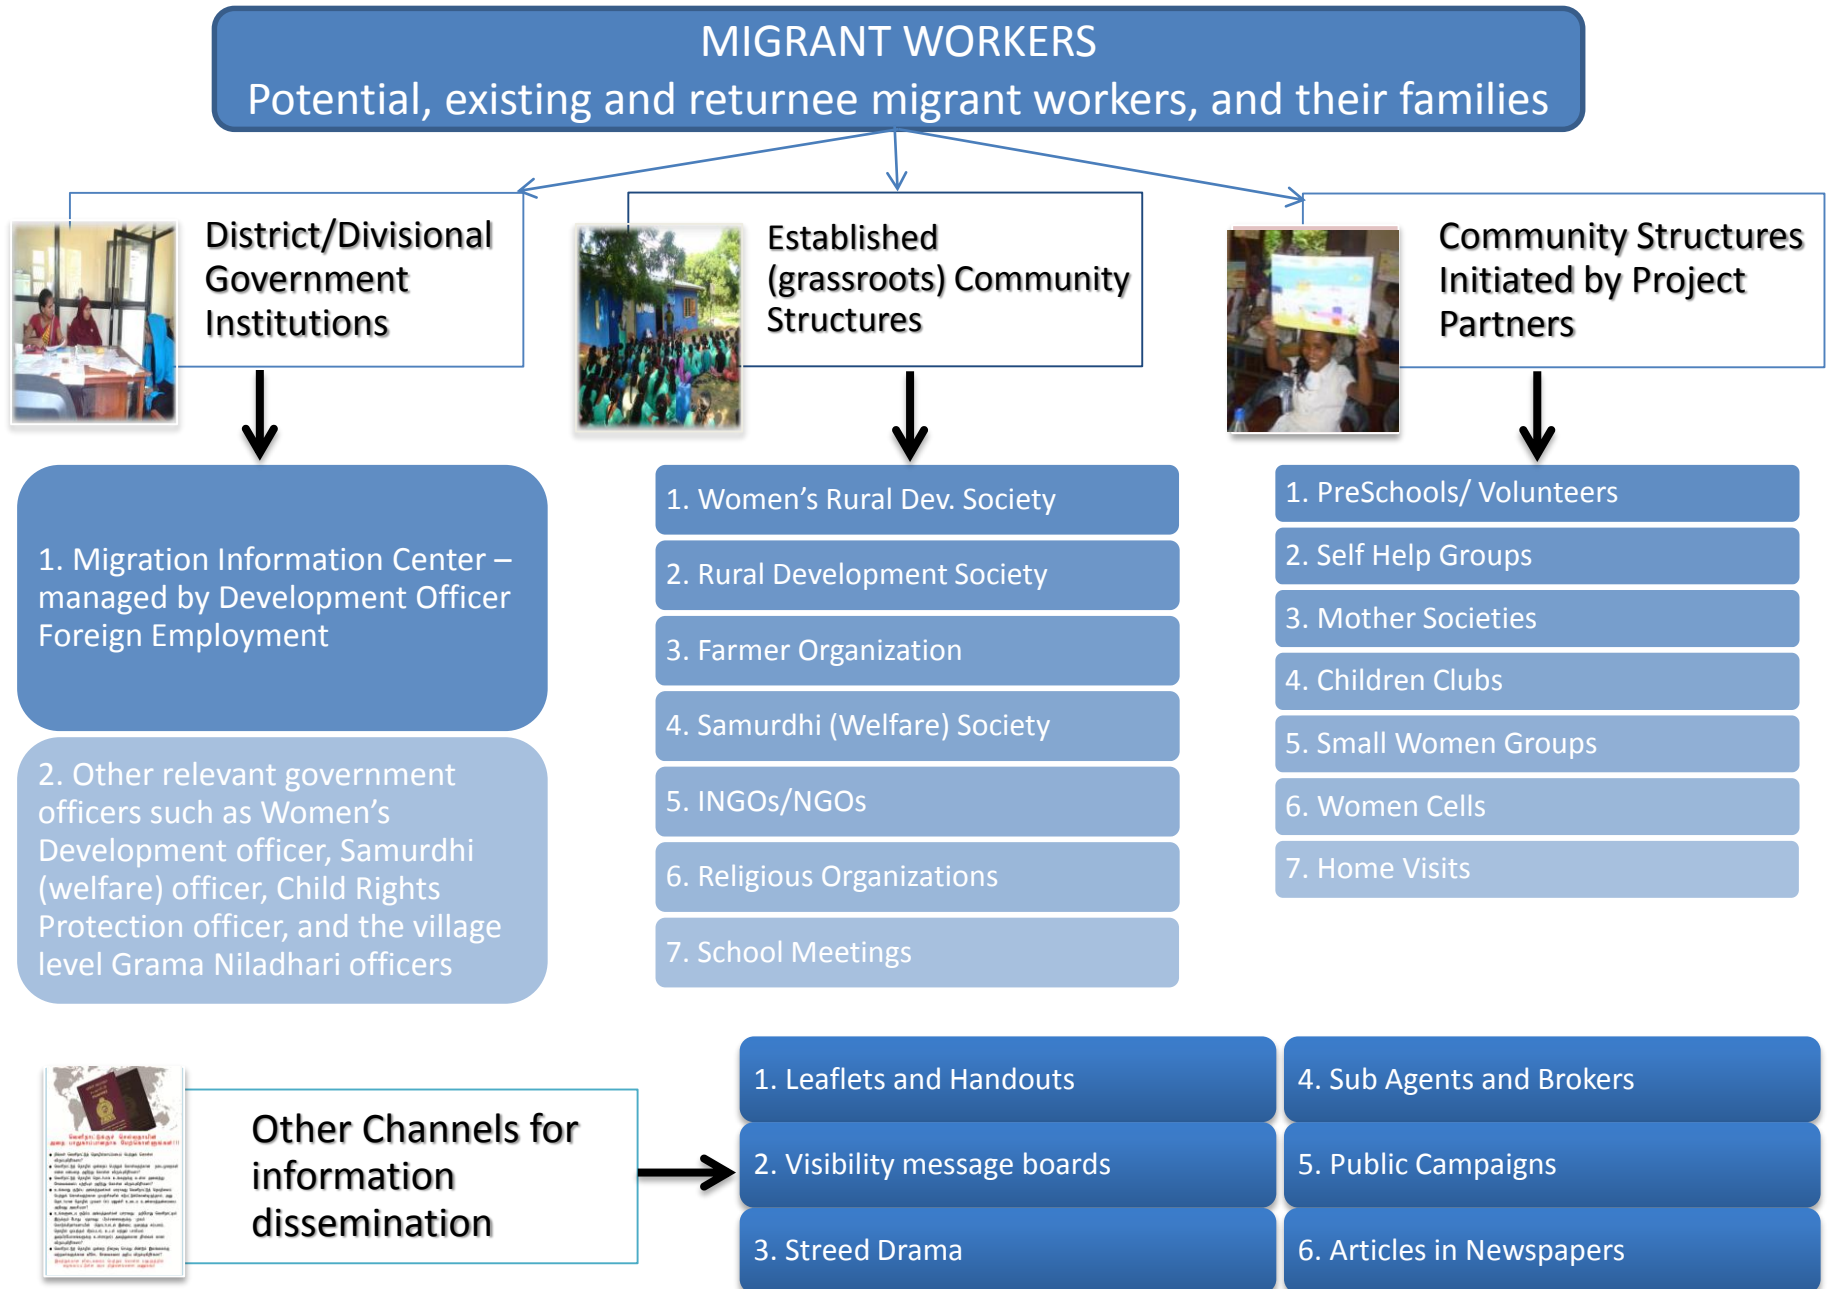 MIGRANT WORKERS
Potential, existing and returnee migrant workers, and their families
District/Divisional
Government
Institutions
Established
(grassroots) Community
Structures
Community Structures
Initiated by Project
Partners
1. Migration Information Center –
managed by Development Officer
Foreign Employment
2. Other relevant government
officers such as Women’s
Development officer, Samurdhi
(welfare) officer, Child Rights
Protection officer, and the village
level Grama Niladhari officers
1. Women’s Rural Dev. Society
2. Rural Development Society
3. Farmer Organization
4. Samurdhi (Welfare) Society
5. INGOs/NGOs
6. Religious Organizations
7. School Meetings
1. PreSchools/ Volunteers
2. Self Help Groups
3. Mother Societies
4. Children Clubs
5. Small Women Groups
6. Women Cells
7. Home Visits
Other Channels for
information
dissemination
1. Leaflets and Handouts
2. Visibility message boards
3. Streed Drama
4. Sub Agents and Brokers
5. Public Campaigns
6. Articles in Newspapers